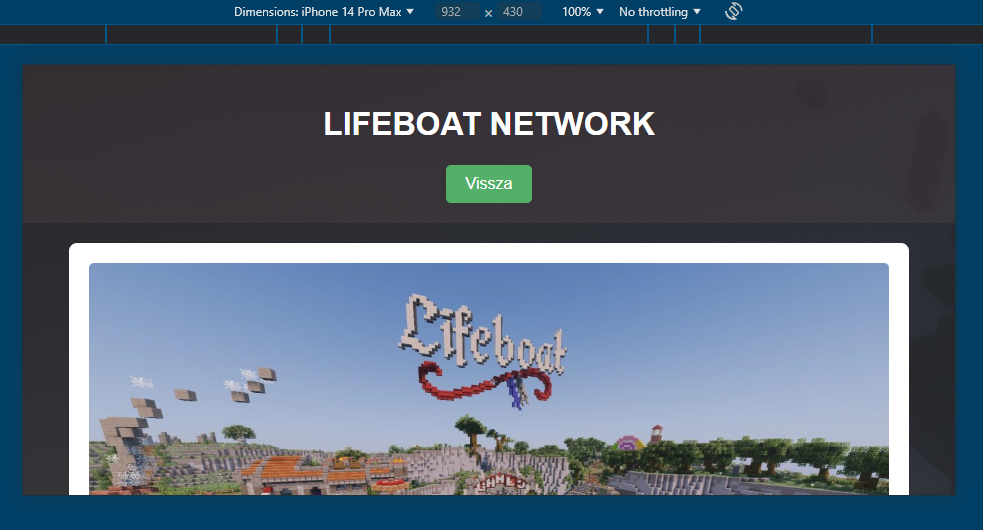 Dimensions: iPhone 14 Pro Max ▼ 932 × 430 100% ▼ No throttling ▼
LIFEBOAT NETWORK
Vissza
Lifeboat